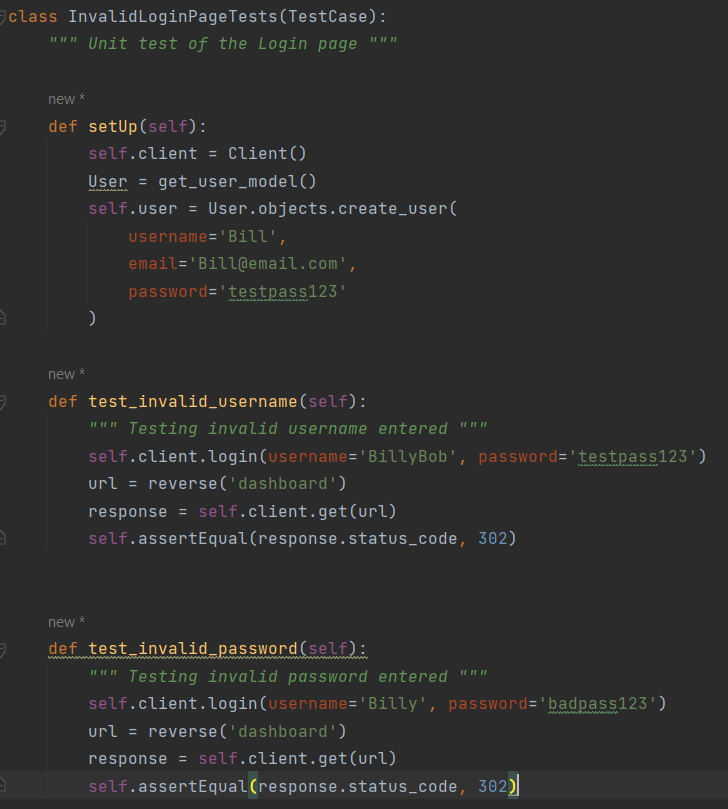 class InvalidLoginPageTests(TestCase):
    """ Unit test of the Login page """
    new *
    def setUp(self):
        self.client = Client()
        User = get_user_model()
        self.user = User.objects.create_user(
            username='Bill',
            email='Bill@email.com',
            password='testpass123'
        )
    new *
    def test_invalid_username(self):
        """ Testing invalid username entered """
        self.client.login(username='BillyBob', password='testpass123')
        url = reverse('dashboard')
        response = self.client.get(url)
        self.assertEqual(response.status_code, 302)
    new *
    def test_invalid_password(self):
        """ Testing invalid password entered """
        self.client.login(username='Billy', password='badpass123')
        url = reverse('dashboard')
        response = self.client.get(url)
        self.assertEqual(response.status_code, 302)